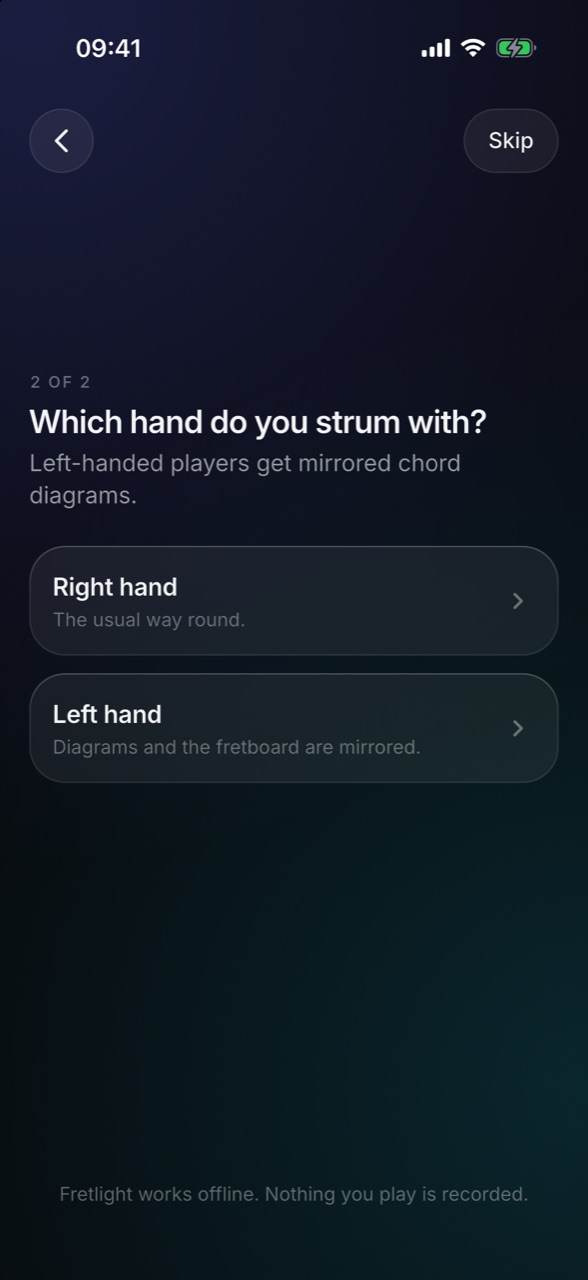 09:41
Skip
2 OF 2
Which hand do you strum with?
Left-handed players get mirrored chord
diagrams.
Right hand
The usual way round.
Left hand
Diagrams and the fretboard are mirrored.
Fretlight works offline. Nothing you play is recorded.